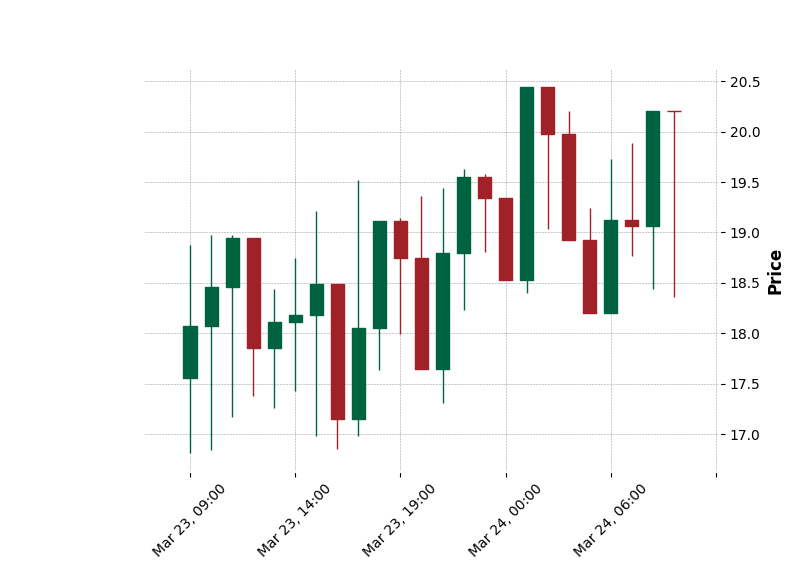 20.5
20.0
19.5
19.0
18.5
18.0
17.5
17.0
Price
Mar 23, 09:00
Mar 23, 14:00
Mar 23, 19:00
Mar 24, 00:00
Mar 24, 06:00